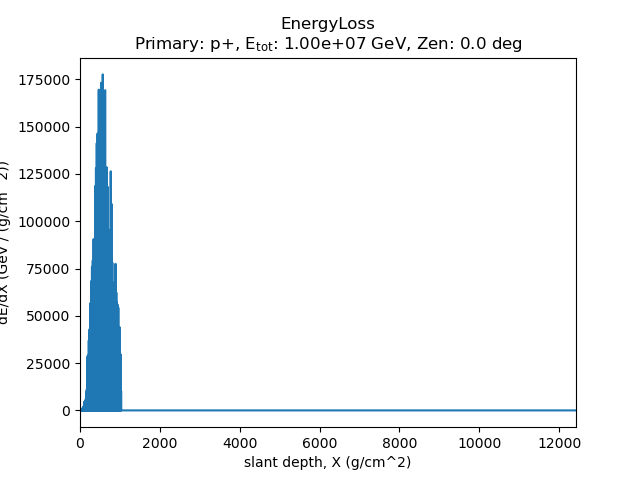 EnergyLoss
Primary: p+, E_tot: 1.00e+07 GeV, Zen: 0.0 deg
dE/dX (GeV / (g/cm^2))
175000
150000
125000
100000
75000
50000
25000
0
0 2000 4000 6000 8000 10000 12000
slant depth, X (g/cm^2)